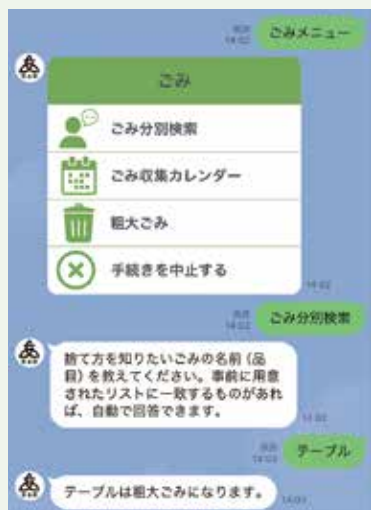 ごみメニュー
ごみ
ごみ分別検索
ごみ収集カレンダー
粗大ごみ
手続きを中止する
14:02
ごみ分別検索
捨て方を知りたいごみの名前（品
目）を教えてください。事前に用意
されたリストに一致するものがあれ
ば、自動で回答できます。
テーブル
テーブルは粗大ごみになります。